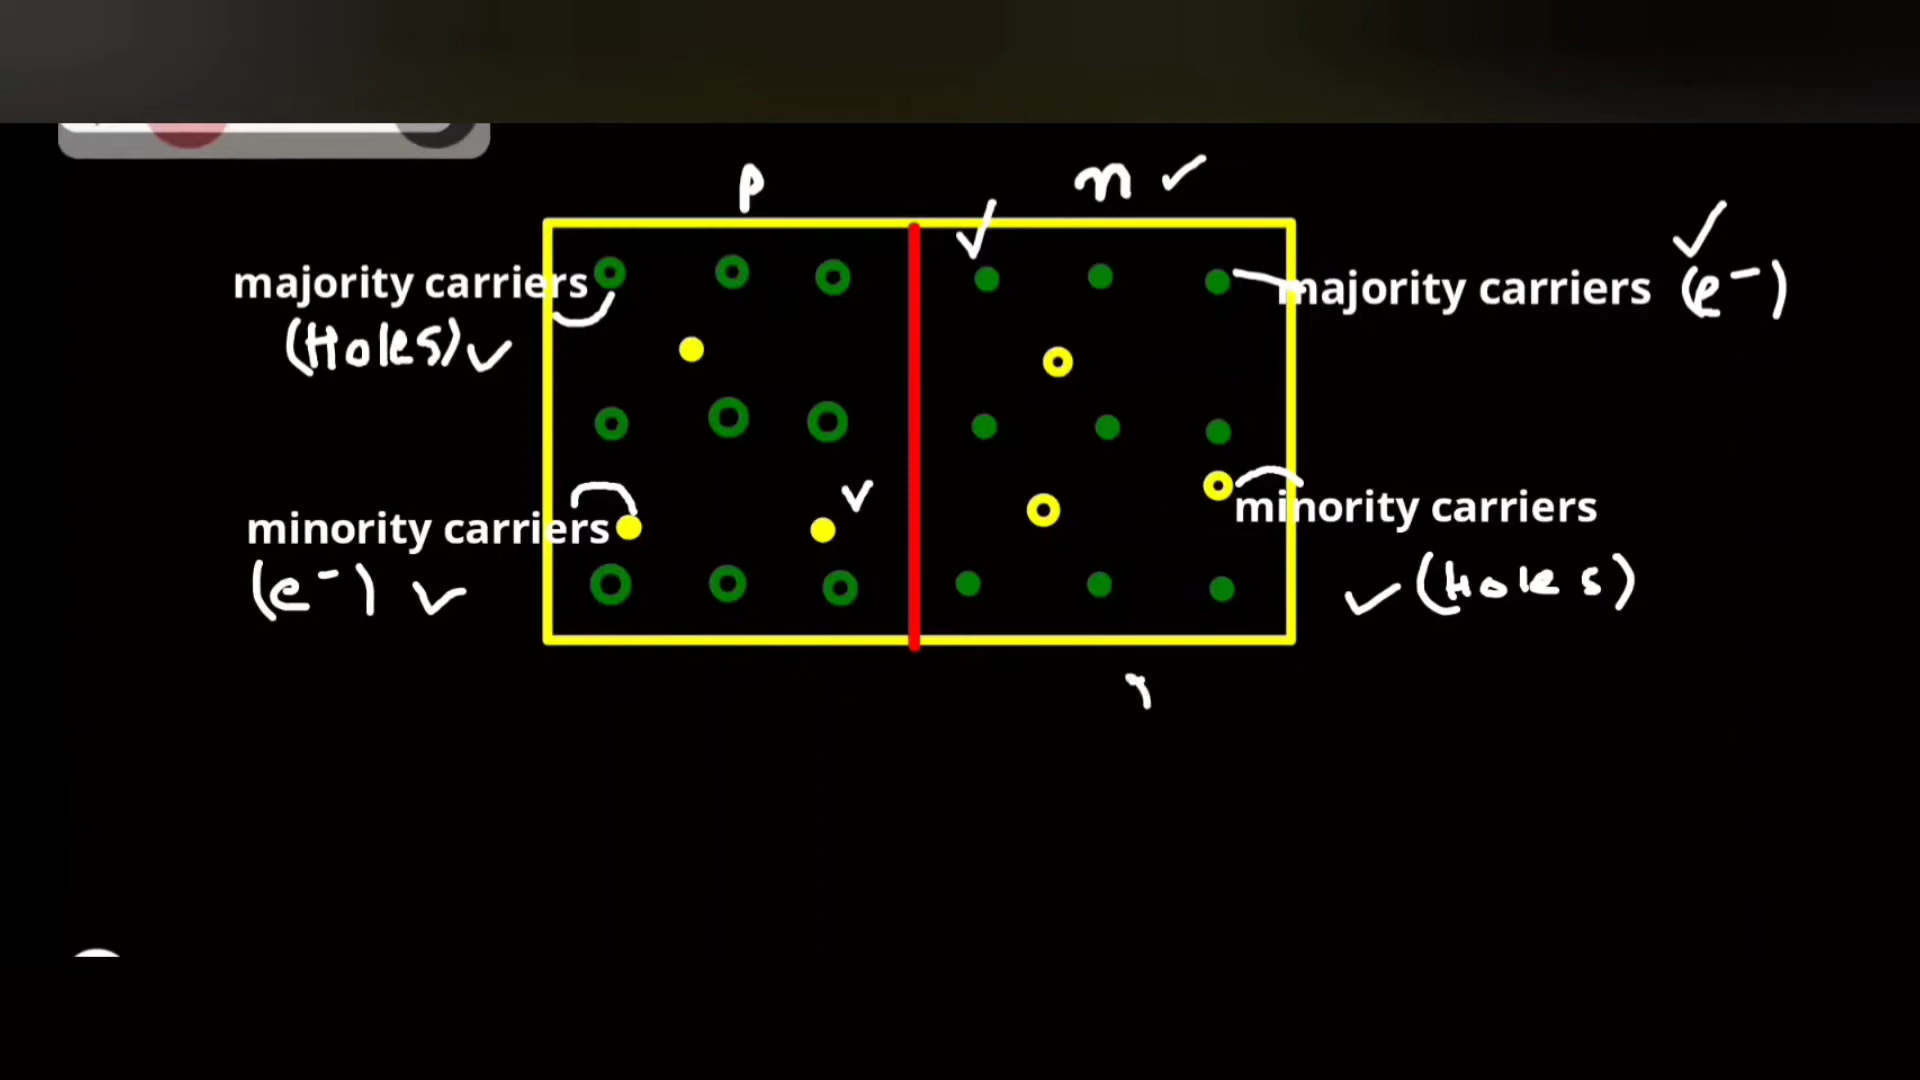 p
n
majority carriers
(Holes)
majority carriers (e-)
minority carriers
(e-)
minority carriers
(Holes)